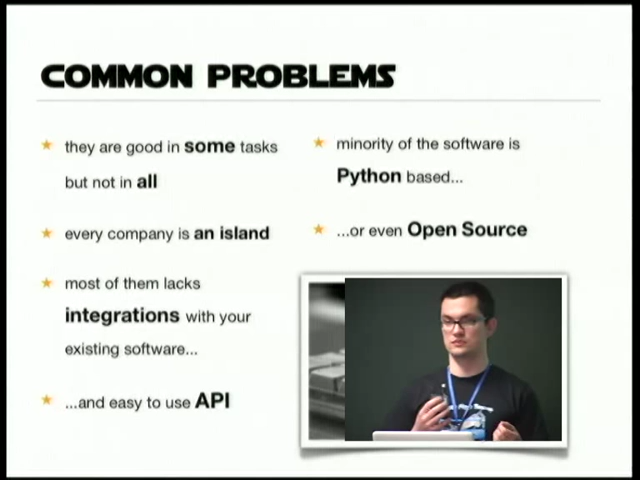 COMMON PROBLEMS
they are good in some tasks
but not in all
every company is an island
most of them lacks
integrations with your
existing software...
...and easy to use API
minority of the software is
Python based...
...or even Open Source